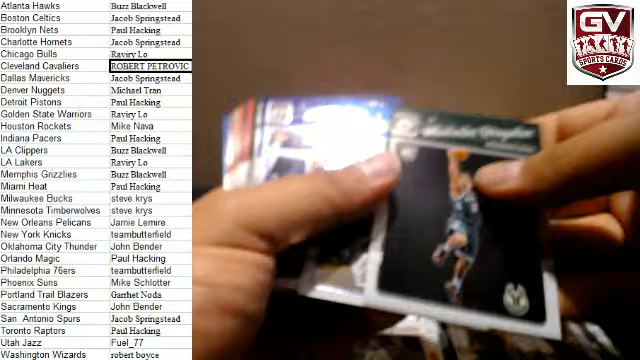 Atlanta Hawks Buzz Blackwell
Boston Celtics Jacob Springstead
Brooklyn Nets Paul Hacking
Charlotte Hornets Jacob Springstead
Chicago Bulls Raviry Lo
Cleveland Cavaliers ROBERT PETROVIC
Dallas Mavericks Jacob Springstead
Denver Nuggets Michael Tran
Detroit Pistons Paul Hacking
Golden State Warriors Raviry Lo
Houston Rockets Mike Nava
Indiana Pacers Paul Hacking
LA Clippers Buzz Blackwell
LA Lakers Raviry Lo
Memphis Grizzlies Buzz Blackwell
Miami Heat Paul Hacking
Milwaukee Bucks steve krys
Minnesota Timberwolves steve krys
New Orleans Pelicans Jamie Lemire
New York Knicks teambutterfield
Oklahoma City Thunder John Bender
Orlando Magic Paul Hacking
Philadelphia 76ers teambutterfield
Phoenix Suns Mike Schlotter
Portland Trail Blazers Garrhet Noda
Sacramento Kings John Bender
San Antonio Spurs Jacob Springstead
Toronto Raptors Paul Hacking
Utah Jazz Fuel_77
Washington Wizards robert boyce
GV
SPORTS CARDS